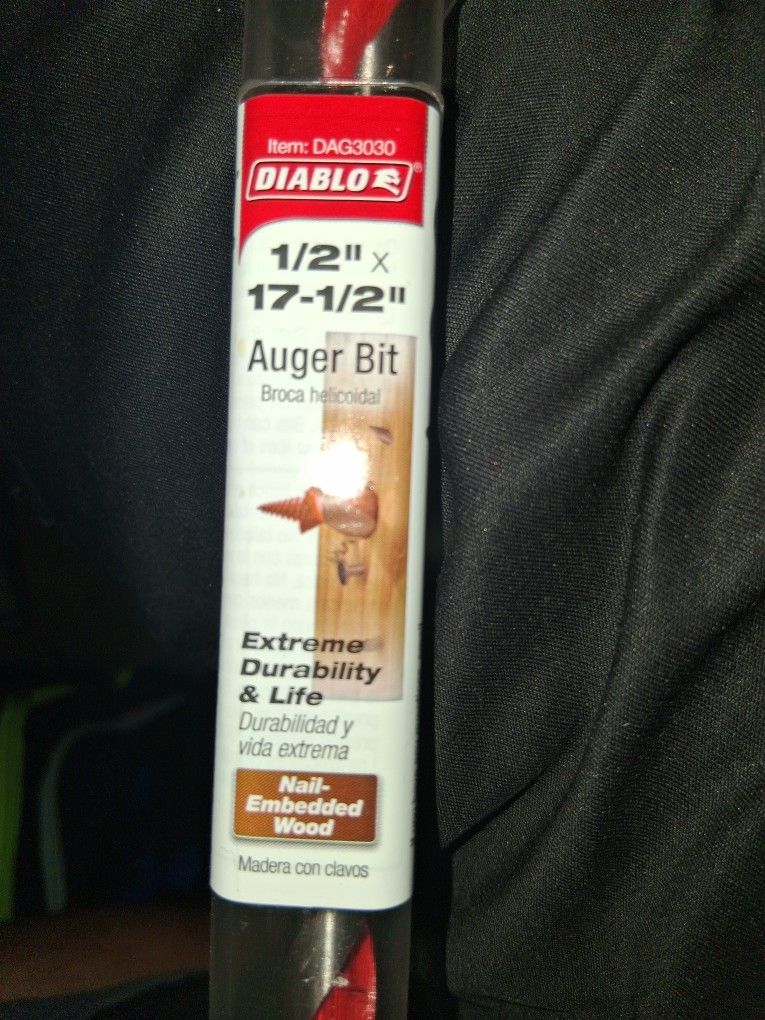 Item: DAG3030
DIABLO®
1/2" x
17-1/2"
Auger Bit
Broca helicoidal
Extreme
Durability
& Life
Durabilidad y
vida extrema
Nail-
Embedded
Wood
Madera con clavos